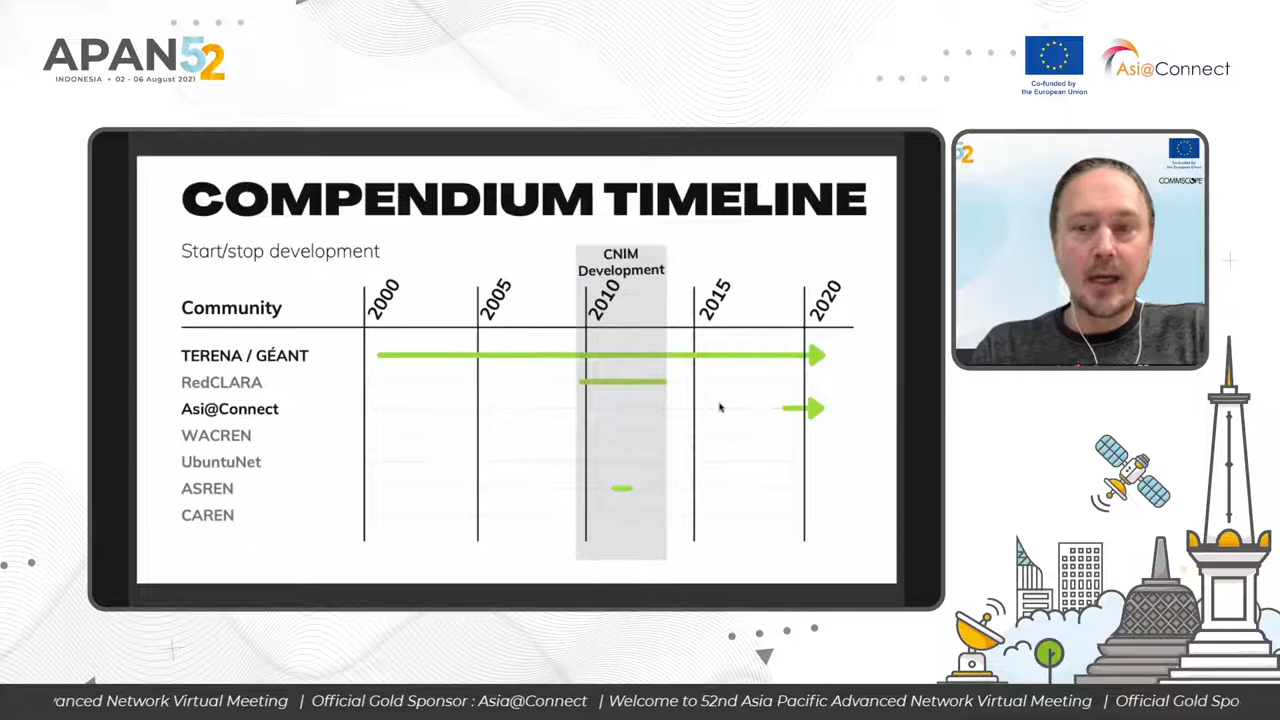 APAN52
INDONESIA • 02 - 06 August 2021
Co-funded by
the European Union
Asi@Connect
COMPENDIUM TIMELINE
Start/stop development
CNIM
Development
Community
2000
2005
2010
2015
2020
TERENA / GÉANT
RedCLARA
Asi@Connect
WACREN
UbuntuNet
ASREN
CAREN
52
COMMSCOPE
vanced Network Virtual Meeting | Official Gold Sponsor : Asi@Connect | Welcome to 52nd Asia Pacific Advanced Network Virtual Meeting | Official Gold Spo